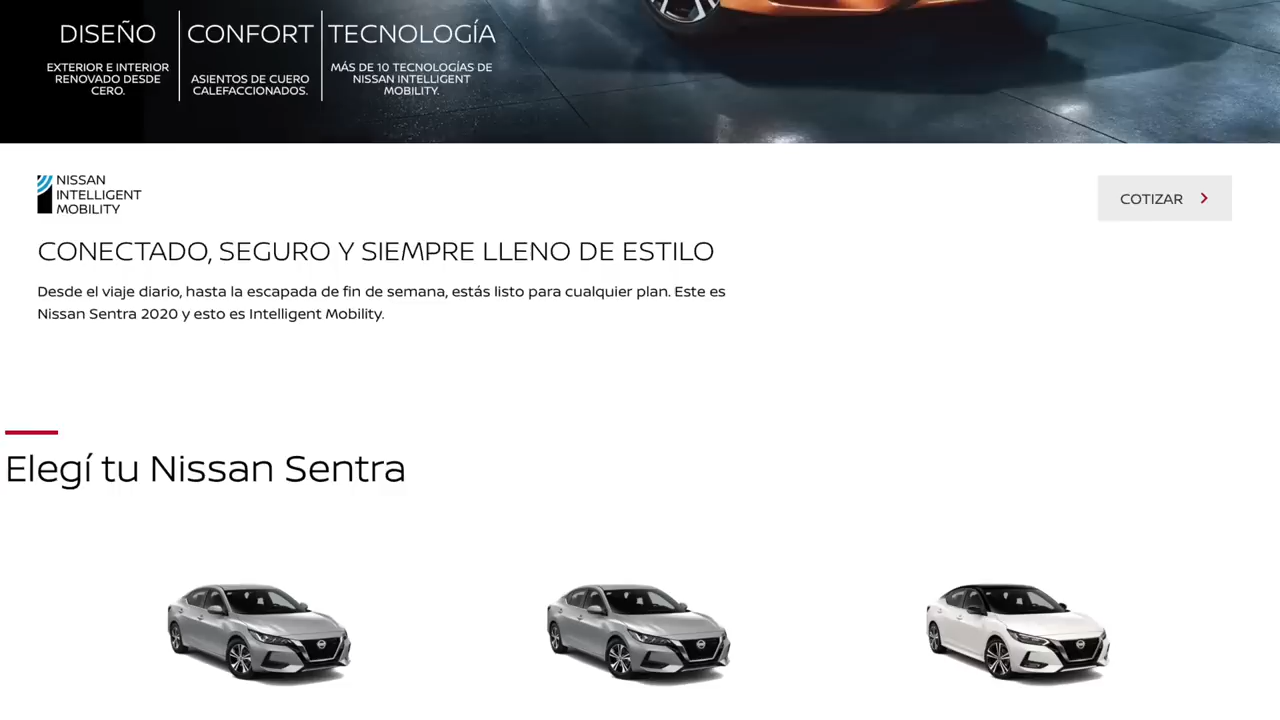 DISEÑO
EXTERIOR E INTERIOR
RENOVADO DESDE
CERO.
CONFORT
ASIENTOS DE CUERO
CALEFACCIONADOS.
TECNOLOGÍA
MÁS DE 10 TECNOLOGÍAS DE
NISSAN INTELLIGENT
MOBILITY.
NISSAN
INTELLIGENT
MOBILITY
COTIZAR
CONECTADO, SEGURO Y SIEMPRE LLENO DE ESTILO
Desde el viaje diario, hasta la escapada de fin de semana, estás listo para cualquier plan. Este es
Nissan Sentra 2020 y esto es Intelligent Mobility.
Elegí tu Nissan Sentra